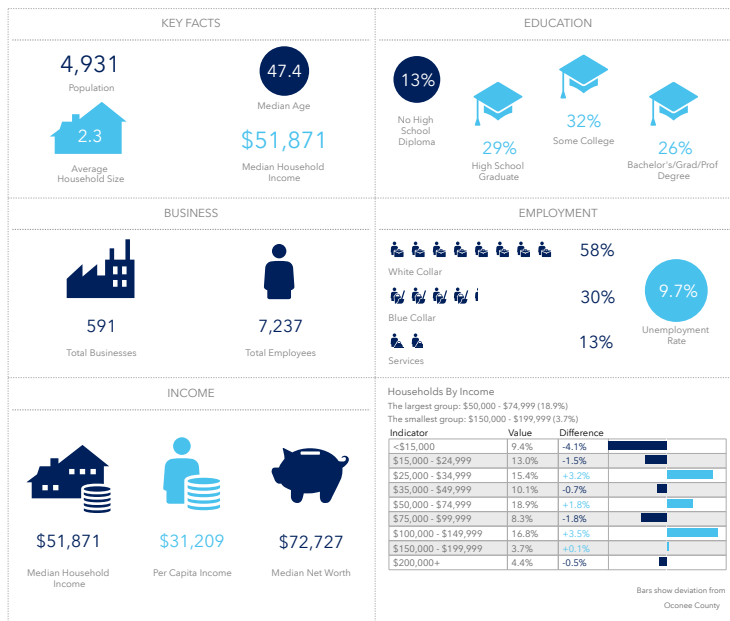 KEY FACTS
4,931
Population
47.4
Median Age
2.3
Average
Household Size
$51,871
Median Household
Income
EDUCATION
13%
No High
School
Diploma
29%
High School
Graduate
32%
Some College
26%
Bachelor's/Grad/Prof
Degree
BUSINESS
591
Total Businesses
7,237
Total Employees
EMPLOYMENT
58%
White Collar
30%
Blue Collar
13%
Services
9.7%
Unemployment
Rate
INCOME
$51,871
Median Household
Income
$31,209
Per Capita Income
$72,727
Median Net Worth
Households By Income
The largest group: $50,000 - $74,999 (18.9%)
The smallest group: $150,000 - $199,999 (3.7%)
Indicator Value Difference
<$15,000 9.4% -4.1%
$15,000 - $24,999 13.0% -1.5%
$25,000 - $34,999 15.4% +3.2%
$35,000 - $49,999 10.1% -0.7%
$50,000 - $74,999 18.9% +1.8%
$75,000 - $99,999 8.3% -1.8%
$100,000 - $149,999 16.8% +3.5%
$150,000 - $199,999 3.7% +0.1%
$200,000+ 4.4% -0.5%
Bars show deviation from
Oconee County